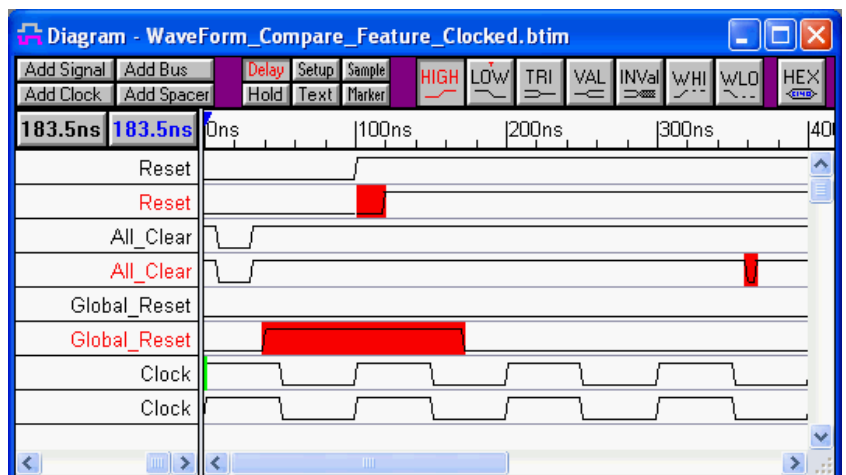 Diagram - WaveForm_Compare_Feature_Clocked.btim
Add Signal Add Bus Delay Setup Sample HIGH LOW TRI VAL INVal WHI WLO HEX
Add Clock Add Spacer Hold Text Marker
183.5ns 183.5ns 0ns 100ns 200ns 300ns 40
Reset
Reset
All_Clear
All_Clear
Global_Reset
Global_Reset
Clock
Clock